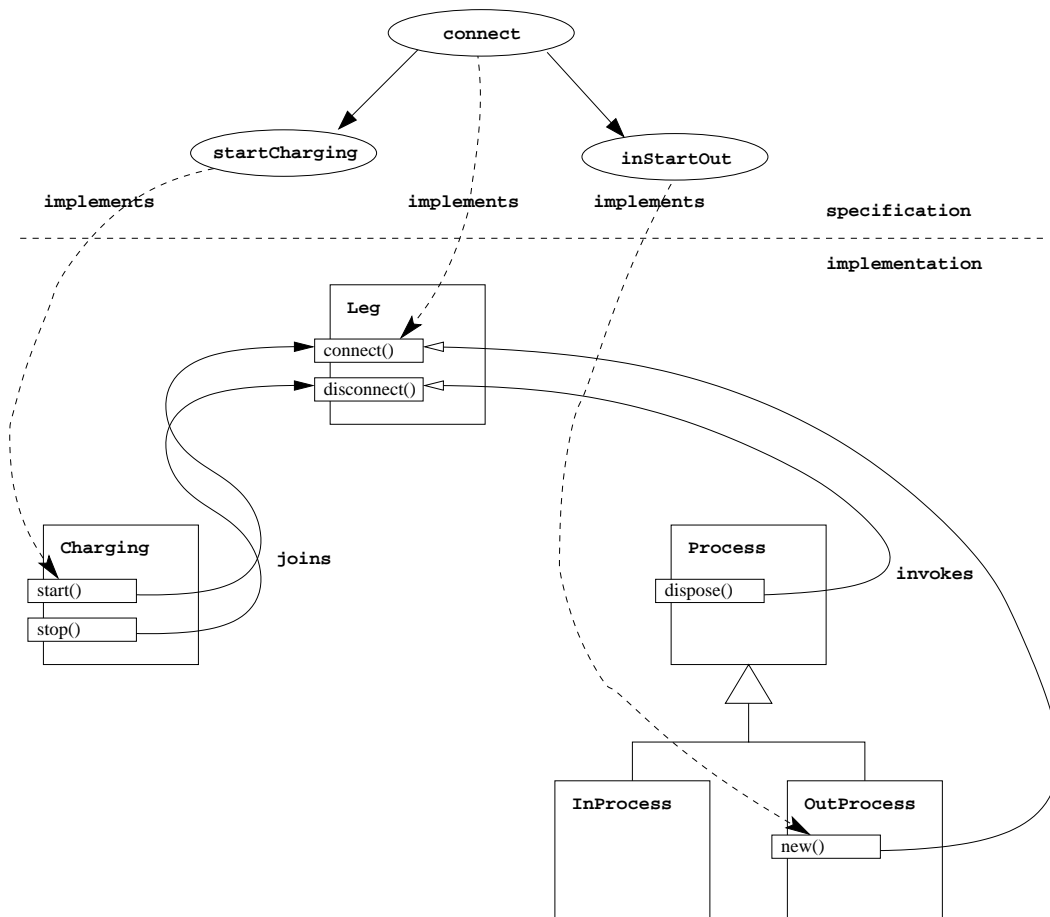 connect
startCharging
inStartOut
implements
implements
implements
specification
implementation
Leg
connect()
disconnect()
Charging
joins
Process
invokes
start()
dispose()
stop()
InProcess
OutProcess
new()